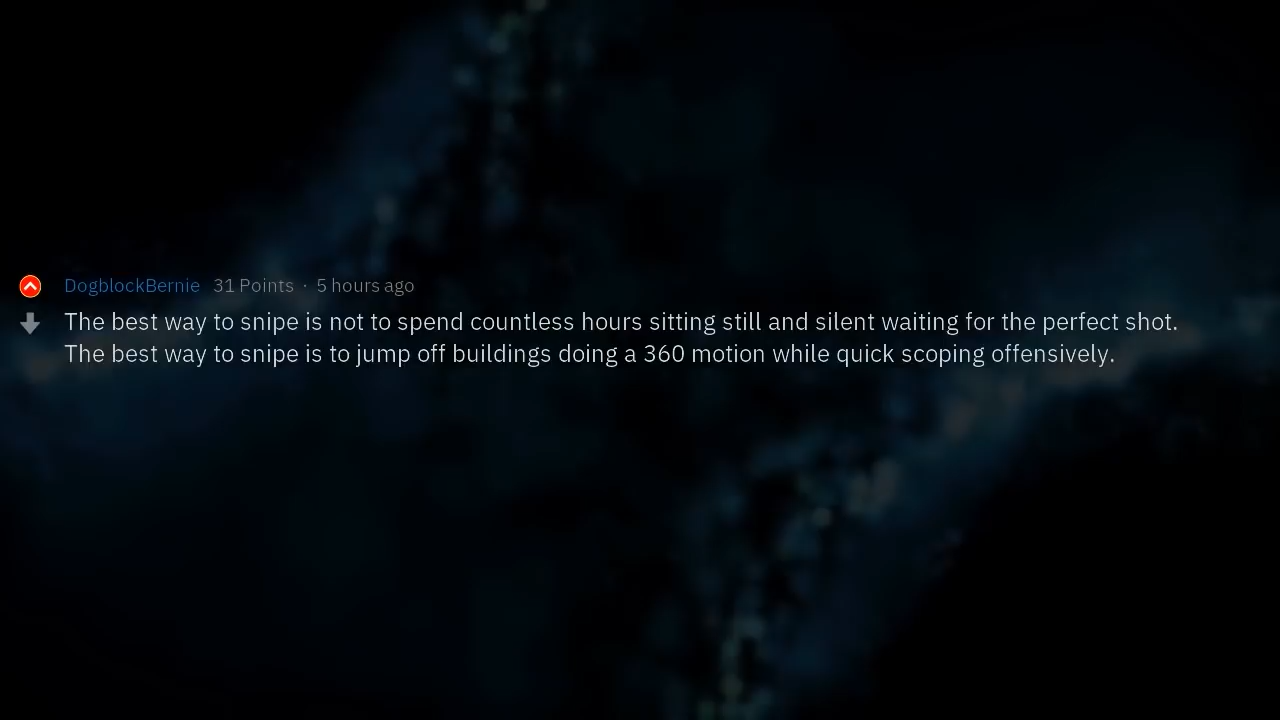 DogblockBernie 31 Points · 5 hours ago
The best way to snipe is not to spend countless hours sitting still and silent waiting for the perfect shot.
The best way to snipe is to jump off buildings doing a 360 motion while quick scoping offensively.